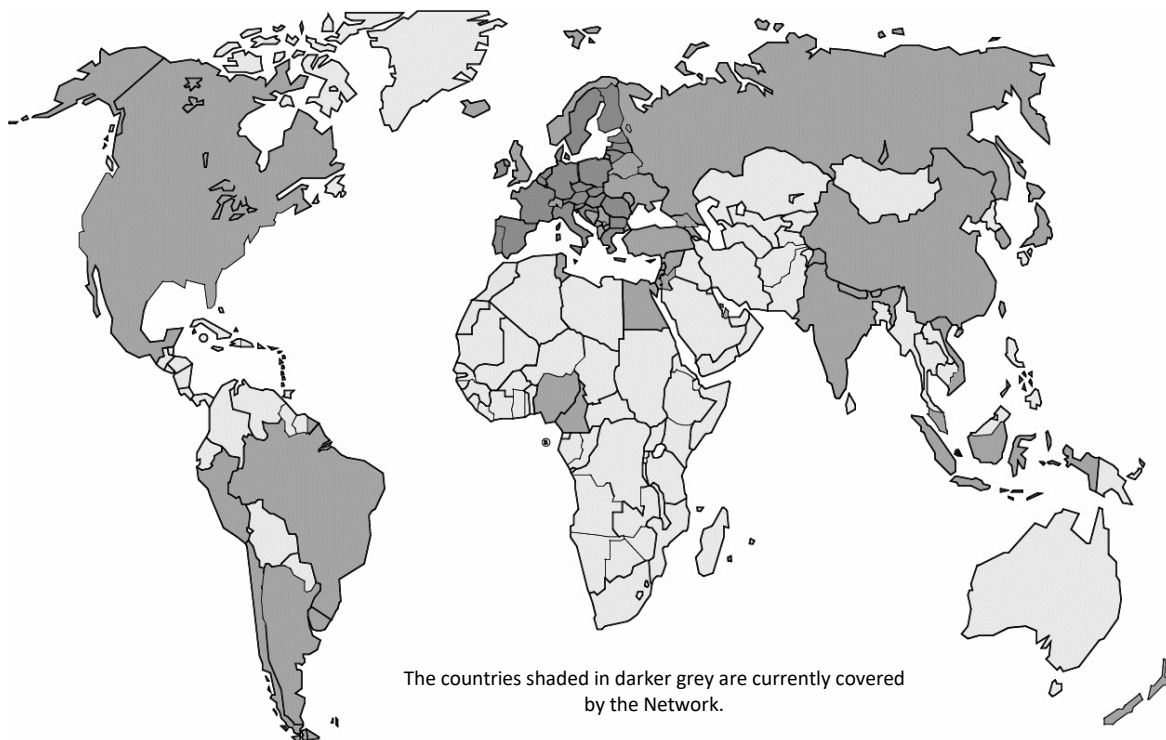 The countries shaded in darker grey are currently covered
by the Network.